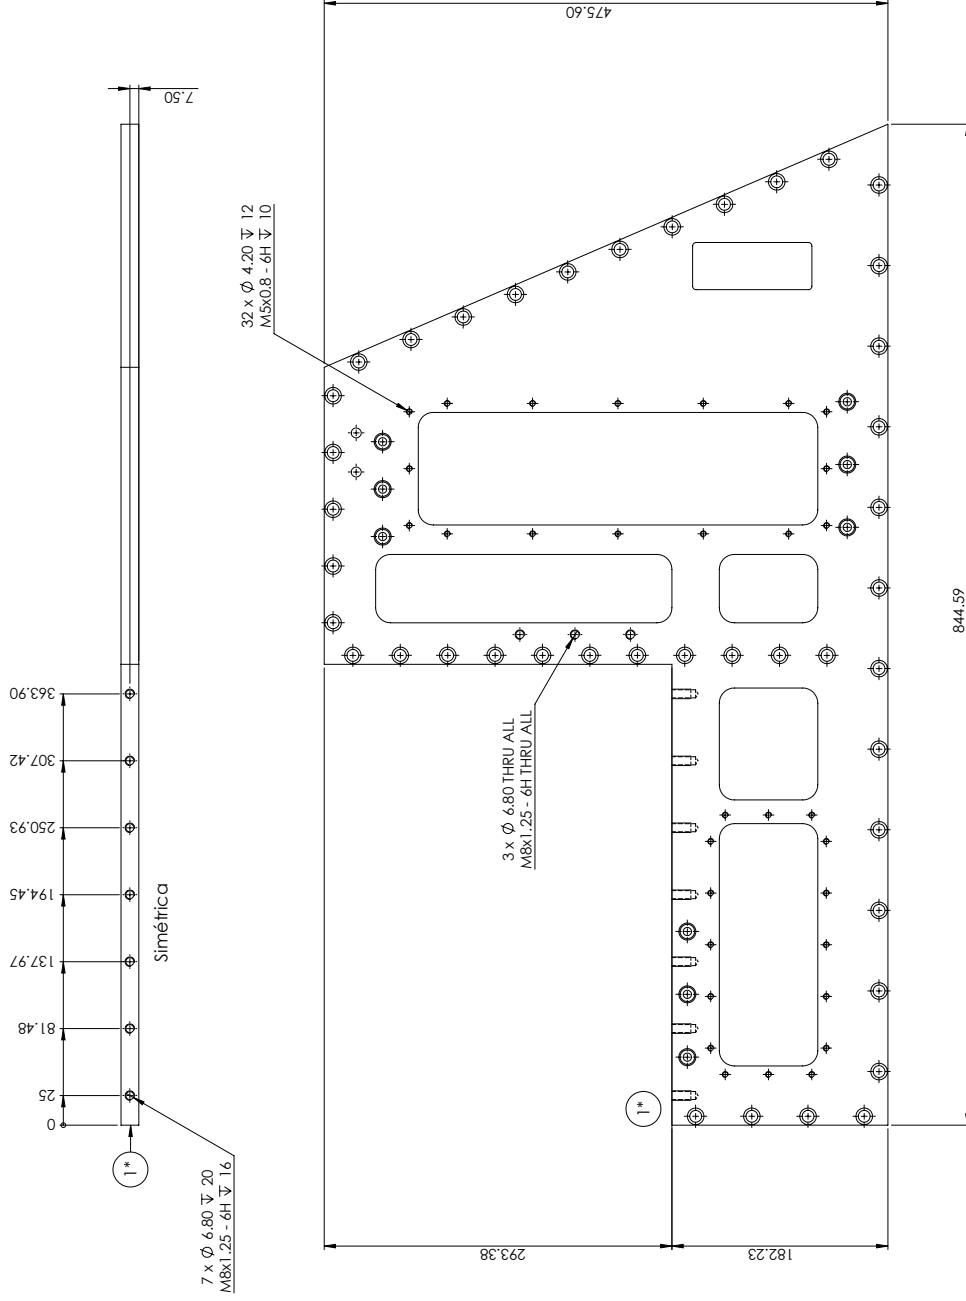 475.60
7.50
32 x Ø 4.20 ↧ 12
M5x0.8 - 6H ↧ 10
363.90
307.42
250.93
194.45
137.97
81.48
25
0
Simétrica
3 x Ø 6.80 THRU ALL
M8x1.25 - 6H THRU ALL
844.59
1*
1*
7 x Ø 6.80 ↧ 20
M8x1.25 - 6H ↧ 16
293.38
182.23